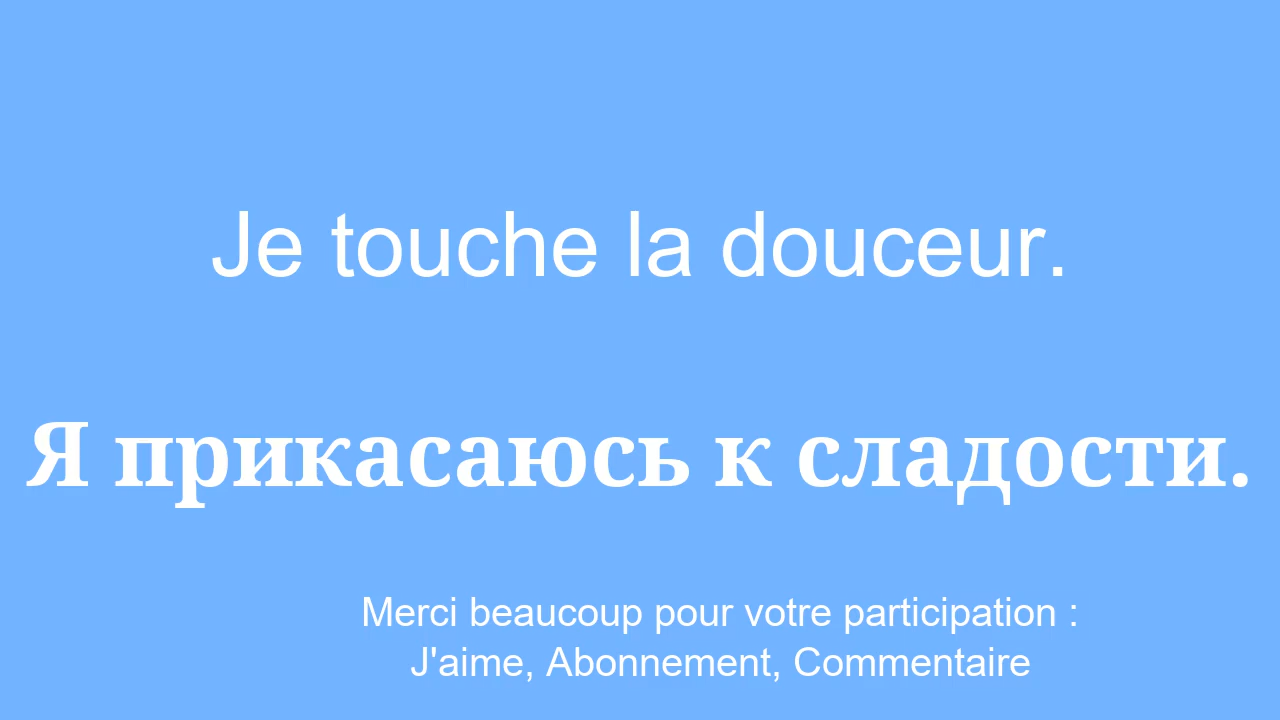 Je touche la douceur.
Я прикасаюсь к сладости.
Merci beaucoup pour votre participation :
J'aime, Abonnement, Commentaire